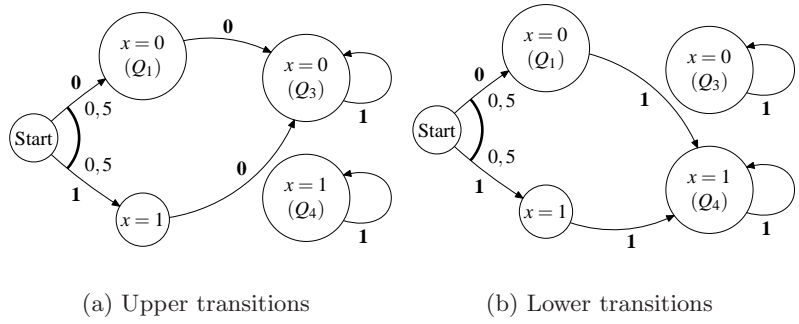 0
x = 0
(Q1)
x = 0
(Q3)
0
0,5
1
Start
0,5
1
x = 1
0
x = 1
(Q4)
1
(a) Upper transitions
x = 0
(Q1)
x = 0
(Q3)
0
0,5
1
1
Start
0,5
1
x = 1
x = 1
(Q4)
1
1
(b) Lower transitions